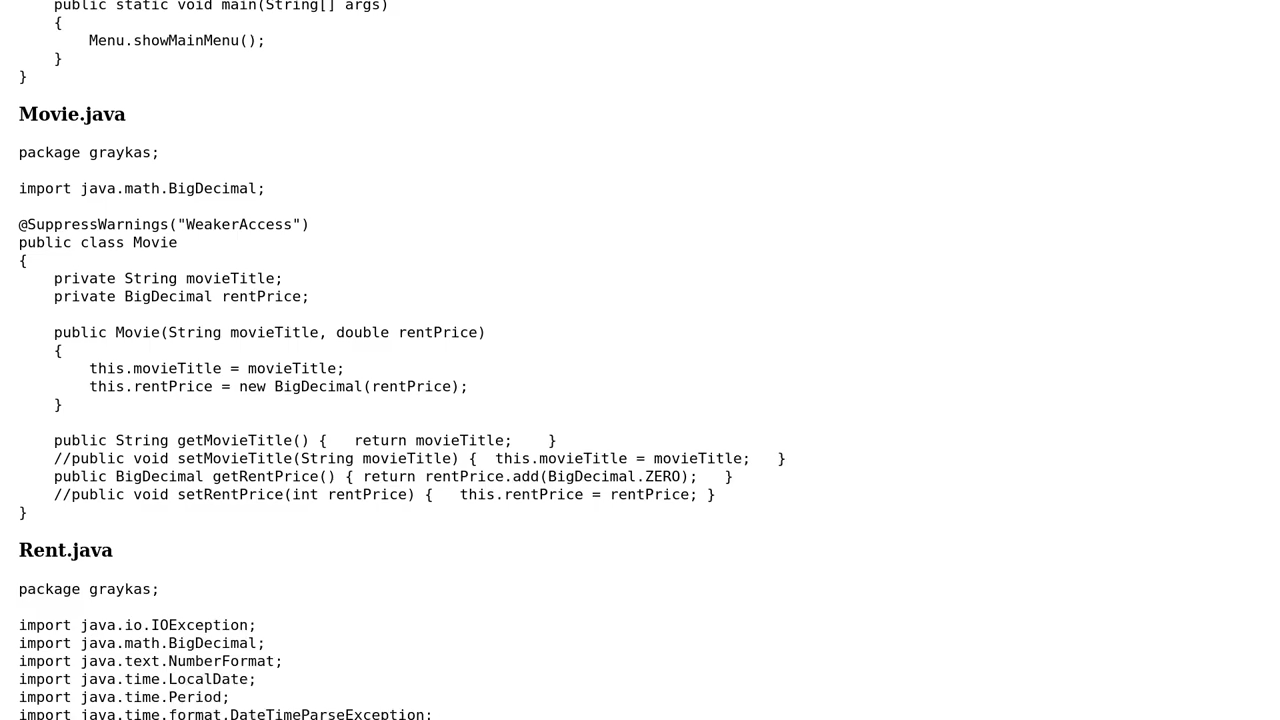 public static void main(String[] args)
    {
        Menu.showMainMenu();
    }
}
Movie.java
package graykas;

import java.math.BigDecimal;

@SuppressWarnings("WeakerAccess")
public class Movie
{
    private String movieTitle;
    private BigDecimal rentPrice;

    public Movie(String movieTitle, double rentPrice)
    {
        this.movieTitle = movieTitle;
        this.rentPrice = new BigDecimal(rentPrice);
    }

    public String getMovieTitle() {   return movieTitle;    }
    //public void setMovieTitle(String movieTitle) {  this.movieTitle = movieTitle;   }
    public BigDecimal getRentPrice() { return rentPrice.add(BigDecimal.ZERO);   }
    //public void setRentPrice(int rentPrice) {   this.rentPrice = rentPrice; }
}
Rent.java
package graykas;

import java.io.IOException;
import java.math.BigDecimal;
import java.text.NumberFormat;
import java.time.LocalDate;
import java.time.Period;
import java.time.format.DateTimeParseException;